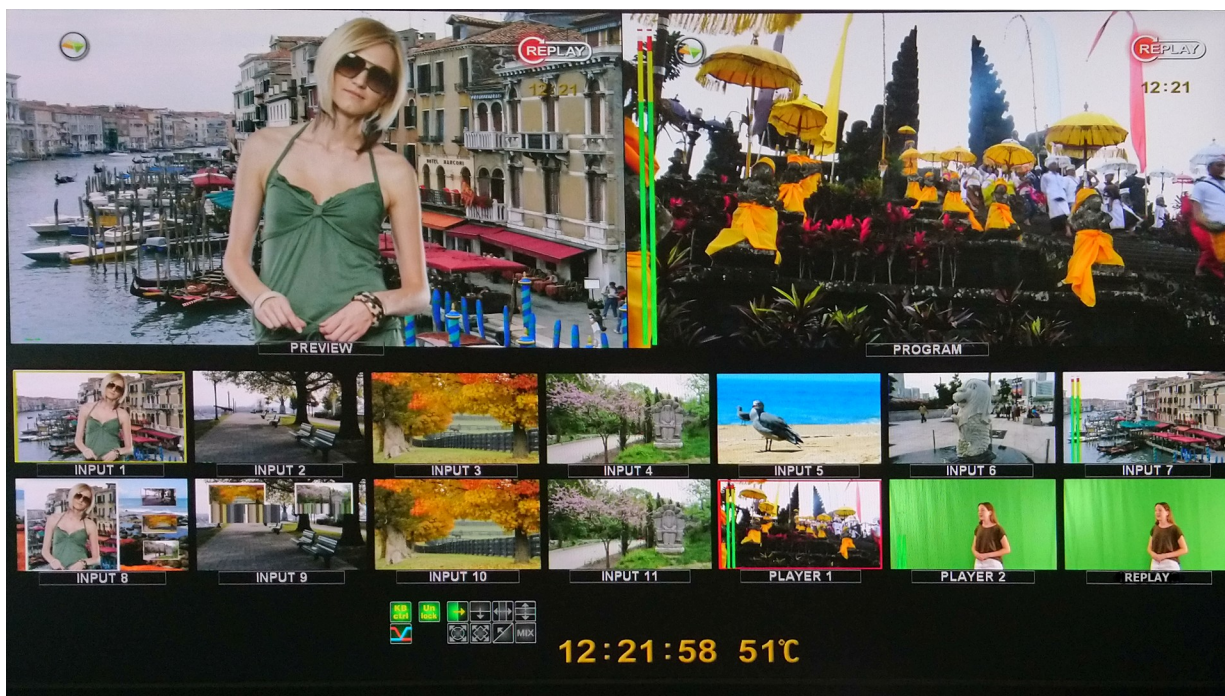 REPLAY
12:21
REPLAY
12:21
HOTEL MARCONI
PREVIEW
PROGRAM
INPUT 1
INPUT 2
INPUT 3
INPUT 4
INPUT 5
INPUT 6
INPUT 7
INPUT 8
INPUT 9
INPUT 10
INPUT 11
PLAYER 1
PLAYER 2
REPLAY
KB ctrl
Un lock
MIX
12:21:58 51℃